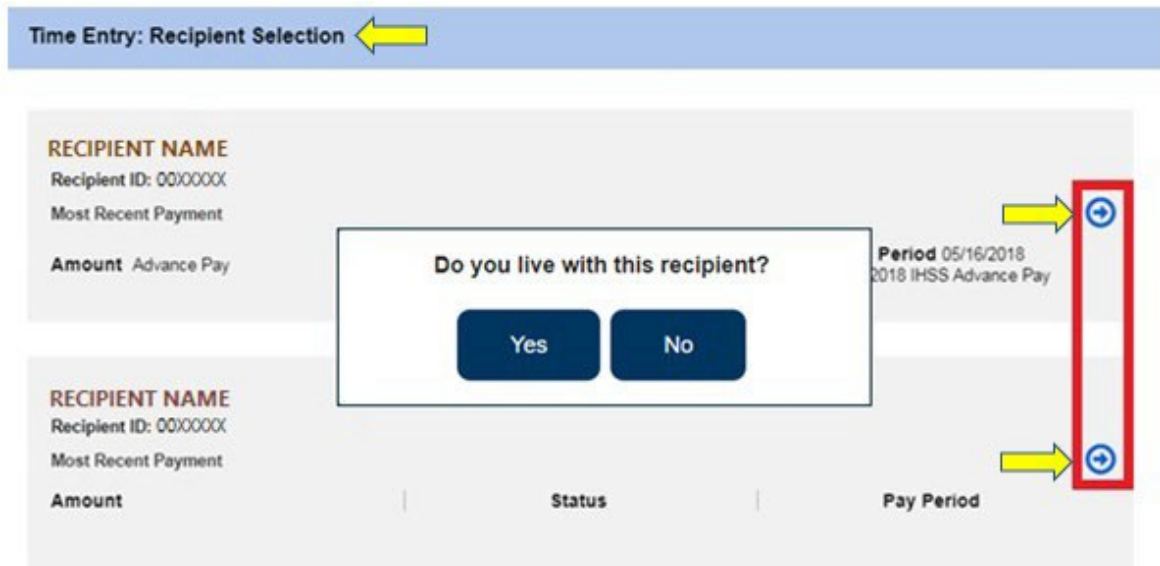 Time Entry: Recipient Selection
RECIPIENT NAME
Recipient ID: 00XXXXX
Most Recent Payment
Amount Advance Pay
Period 05/16/2018
2018 IHSS Advance Pay
Do you live with this recipient?
Yes No
RECIPIENT NAME
Recipient ID: 00XXXXX
Most Recent Payment
Amount Status Pay Period